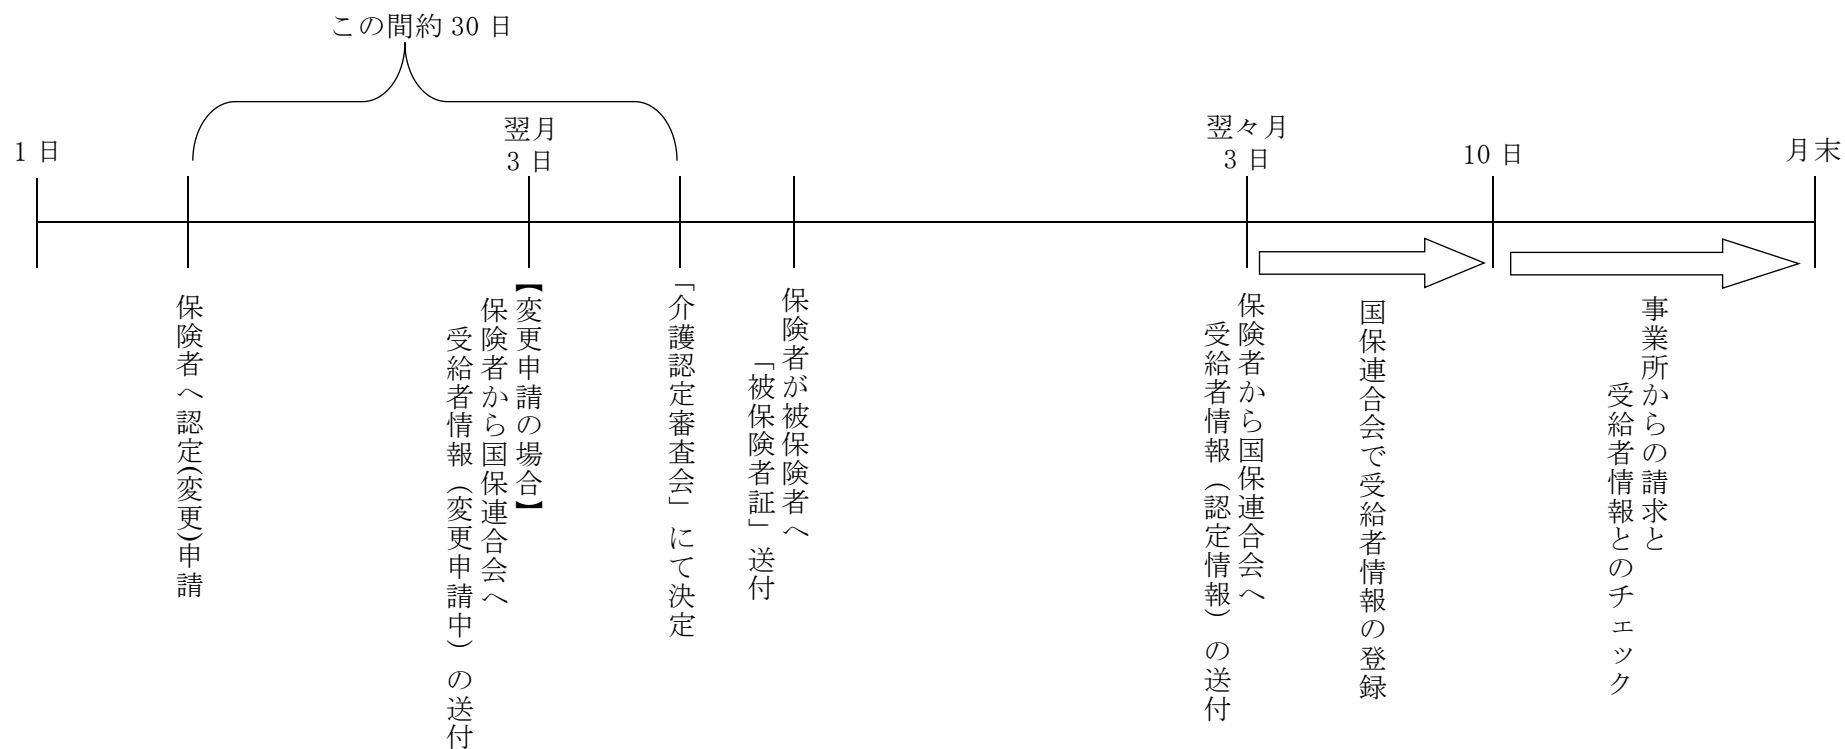 この間約 30 日
1 日
翌月
3 日
翌々月
3 日
10 日
月末
保険者へ認定(変更)申請
【変更申請の場合】
保険者から国保連合会へ
受給者情報（変更申請中）の送付
「介護認定審査会」にて決定
保険者が被保険者へ
「被保険者証」送付
保険者から国保連合会へ
受給者情報（認定情報）の送付
国保連合会で受給者情報の登録
事業所からの請求と
受給者情報とのチェック